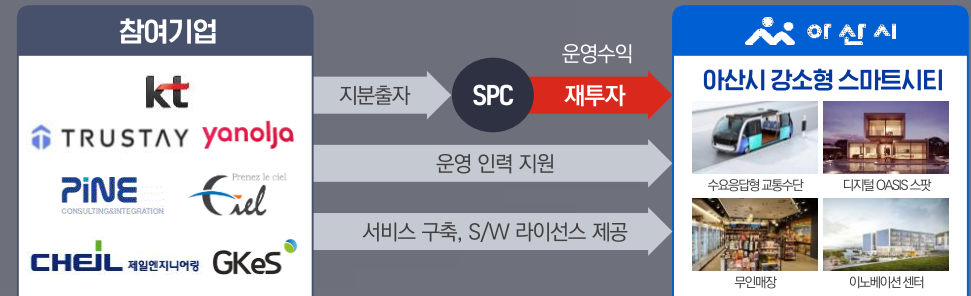 참여기업
kt
TRUSTAY
yanolja
PiNE
CONSULTING&INTEGRATION
Prenez le ciel
Ciel
CHEIL 제일엔지니어링
GKeS
지분출자
SPC
운영수익
재투자
운영 인력 지원
서비스 구축, S/W 라이선스 제공
아산시
아산시 강소형 스마트시티
수요응답형 교통수단
디지털 OASIS 스팟
무인매장
이노베이션 센터